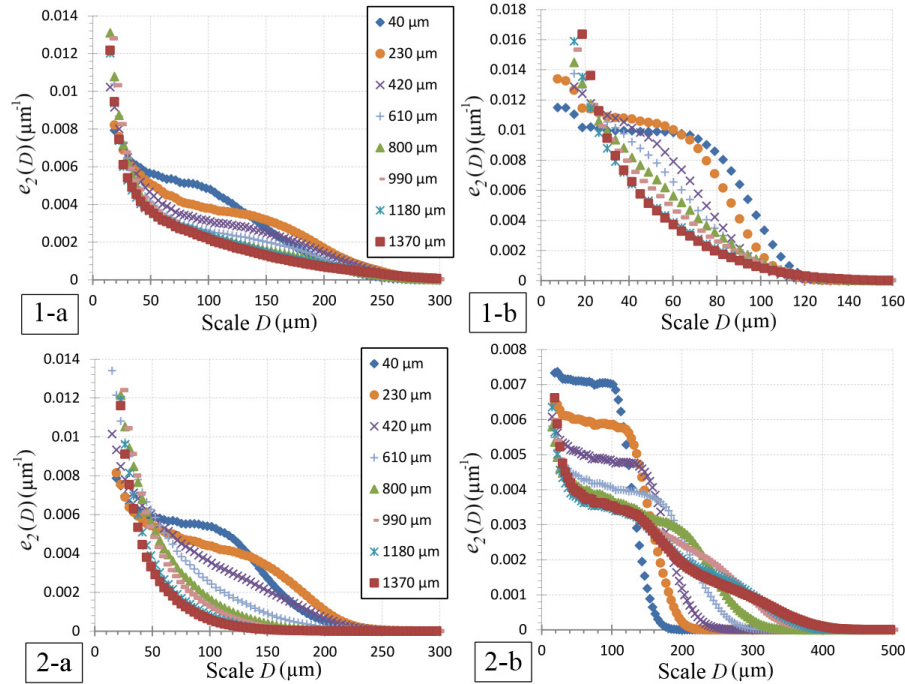 0.014
0.012
0.01
0.008
0.006
0.004
0.002
0
e₂(D) (µm⁻¹)
0 50 100 150 200 250 300
Scale D (µm)
1-a
40 µm
230 µm
420 µm
610 µm
800 µm
990 µm
1180 µm
1370 µm
0.018
0.016
0.014
0.012
0.01
0.008
0.006
0.004
0.002
0
e₂(D) (µm⁻¹)
0 20 40 60 80 100 120 140 160
Scale D (µm)
1-b
0.014
0.012
0.01
0.008
0.006
0.004
0.002
0
e₂(D) (µm⁻¹)
0 50 100 150 200 250 300
Scale D (µm)
2-a
40 µm
230 µm
420 µm
610 µm
800 µm
990 µm
1180 µm
1370 µm
0.008
0.007
0.006
0.005
0.004
0.003
0.002
0.001
0
e₂(D) (µm⁻¹)
0 100 200 300 400 500
Scale D (µm)
2-b